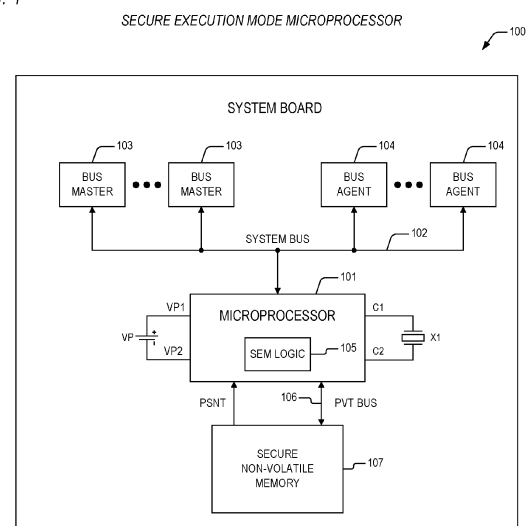 SECURE EXECUTION MODE MICROPROCESSOR
100
SYSTEM BOARD
103
103
104
104
BUS
MASTER
BUS
MASTER
BUS
AGENT
BUS
AGENT
SYSTEM BUS
102
101
VP1
MICROPROCESSOR
C1
VP
+
X1
SEM LOGIC
105
VP2
C2
PSNT
106
PVT BUS
SECURE
NON-VOLATILE
MEMORY
107